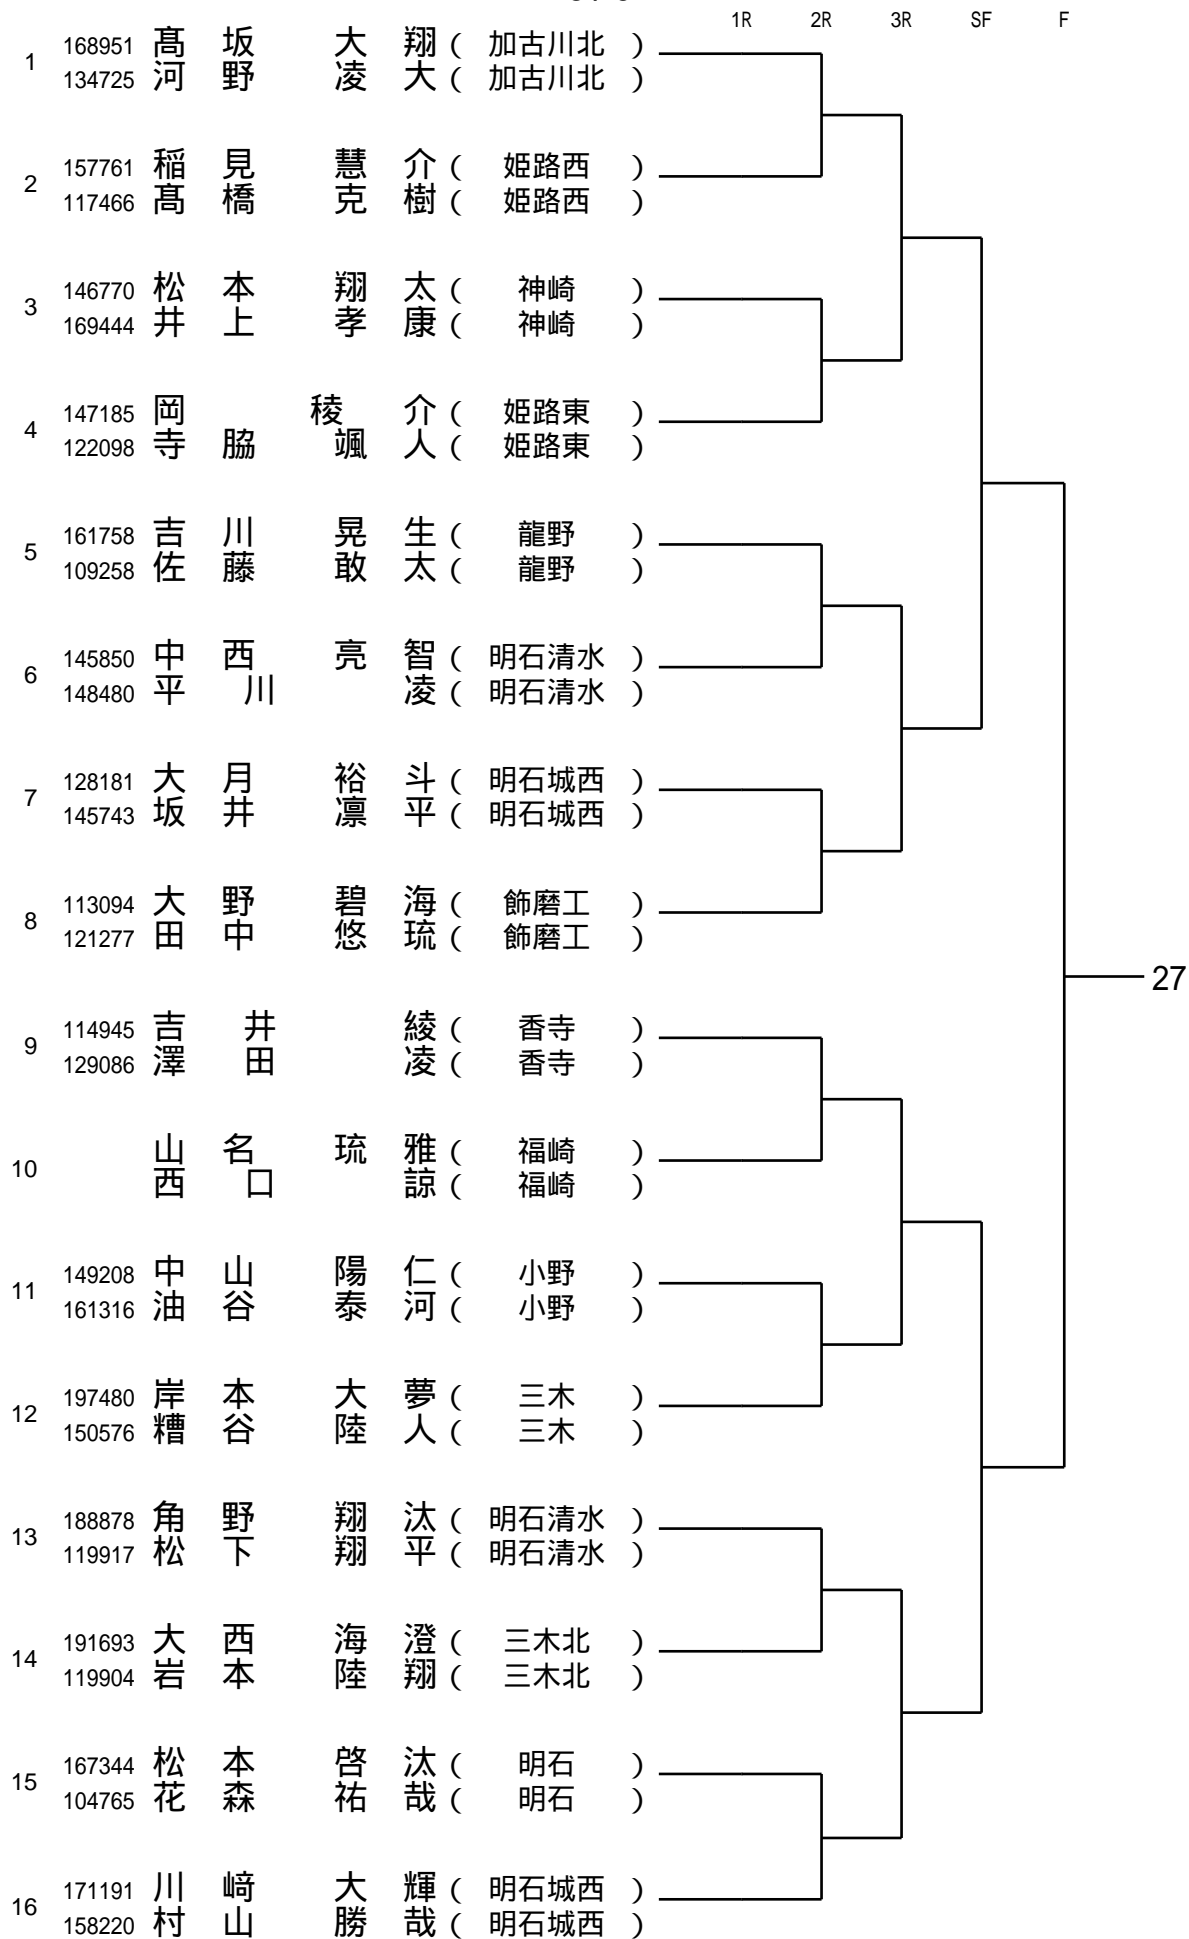 1R 2R 3R SF F
1 168951 髙坂 大翔 ( 加古川北 )
134725 河野 凌大 ( 加古川北 )
2 157761 稲見 慧介 ( 姫路西 )
117466 髙橋 克樹 ( 姫路西 )
3 146770 松本 翔太 ( 神崎 )
169444 井上 孝康 ( 神崎 )
4 147185 岡 稜介 ( 姫路東 )
122098 寺脇 颯人 ( 姫路東 )
5 161758 吉川 晃生 ( 龍野 )
109258 佐藤 敢太 ( 龍野 )
6 145850 中西 亮智 ( 明石清水 )
148480 平川 凌 ( 明石清水 )
7 128181 大月 裕斗 ( 明石城西 )
145743 坂井 凛平 ( 明石城西 )
8 113094 大野 碧海 ( 飾磨工 )
121277 田中 悠琉 ( 飾磨工 )
27
9 114945 吉井 綾 ( 香寺 )
129086 澤田 凌 ( 香寺 )
10 山名 琉雅 ( 福崎 )
西口 諒 ( 福崎 )
11 149208 中山 陽仁 ( 小野 )
161316 油谷 泰河 ( 小野 )
12 197480 岸本 大夢 ( 三木 )
150576 糟谷 陸人 ( 三木 )
13 188878 角野 翔汰 ( 明石清水 )
119917 松下 翔平 ( 明石清水 )
14 191693 大西 海澄 ( 三木北 )
119904 岩本 陸翔 ( 三木北 )
15 167344 松本 啓汰 ( 明石 )
104765 花森 祐哉 ( 明石 )
16 171191 川﨑 大輝 ( 明石城西 )
158220 村山 勝哉 ( 明石城西 )